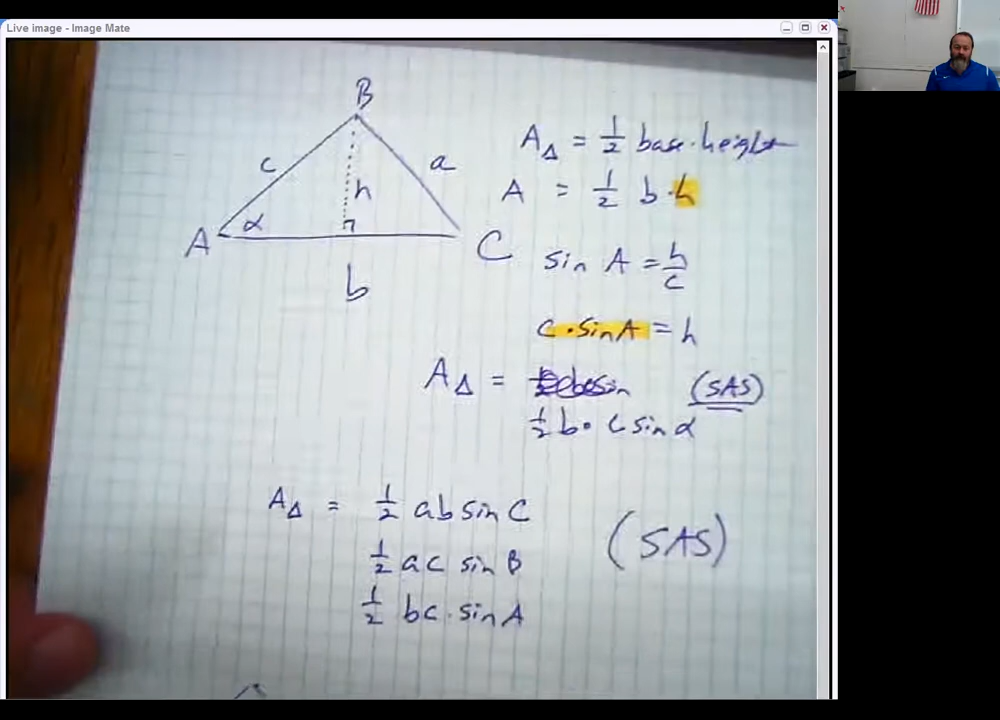 Live image - Image Mate
B
c
a
h
A
α
C
b
A△ = 1/2 base·height
A = 1/2 b·h
sin A = h/c
c·sinA = h
A△ = sin (SAS)
1/2 b· c sin α
A△ = 1/2 ab sin C
1/2 ac sin B
1/2 bc·sin A
(SAS)